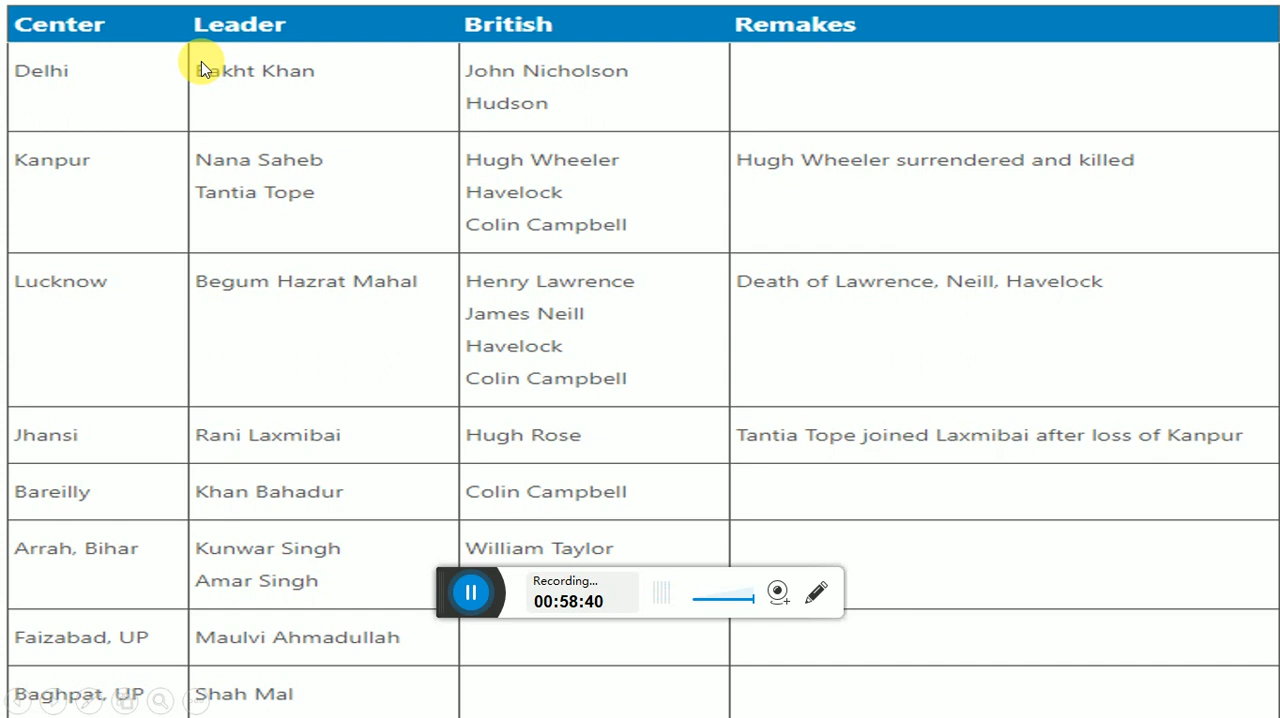 Center Leader British Remakes
Delhi Bakht Khan John Nicholson
Hudson
Kanpur Nana Saheb Hugh Wheeler Hugh Wheeler surrendered and killed
Tantia Tope Havelock
Colin Campbell
Lucknow Begum Hazrat Mahal Henry Lawrence Death of Lawrence, Neill, Havelock
James Neill
Havelock
Colin Campbell
Jhansi Rani Laxmibai Hugh Rose Tantia Tope joined Laxmibai after loss of Kanpur
Bareilly Khan Bahadur Colin Campbell
Arrah, Bihar Kunwar Singh William Taylor
Amar Singh
Recording...
00:58:40
Faizabad, UP Maulvi Ahmadullah
Baghpat, UP Shah Mal